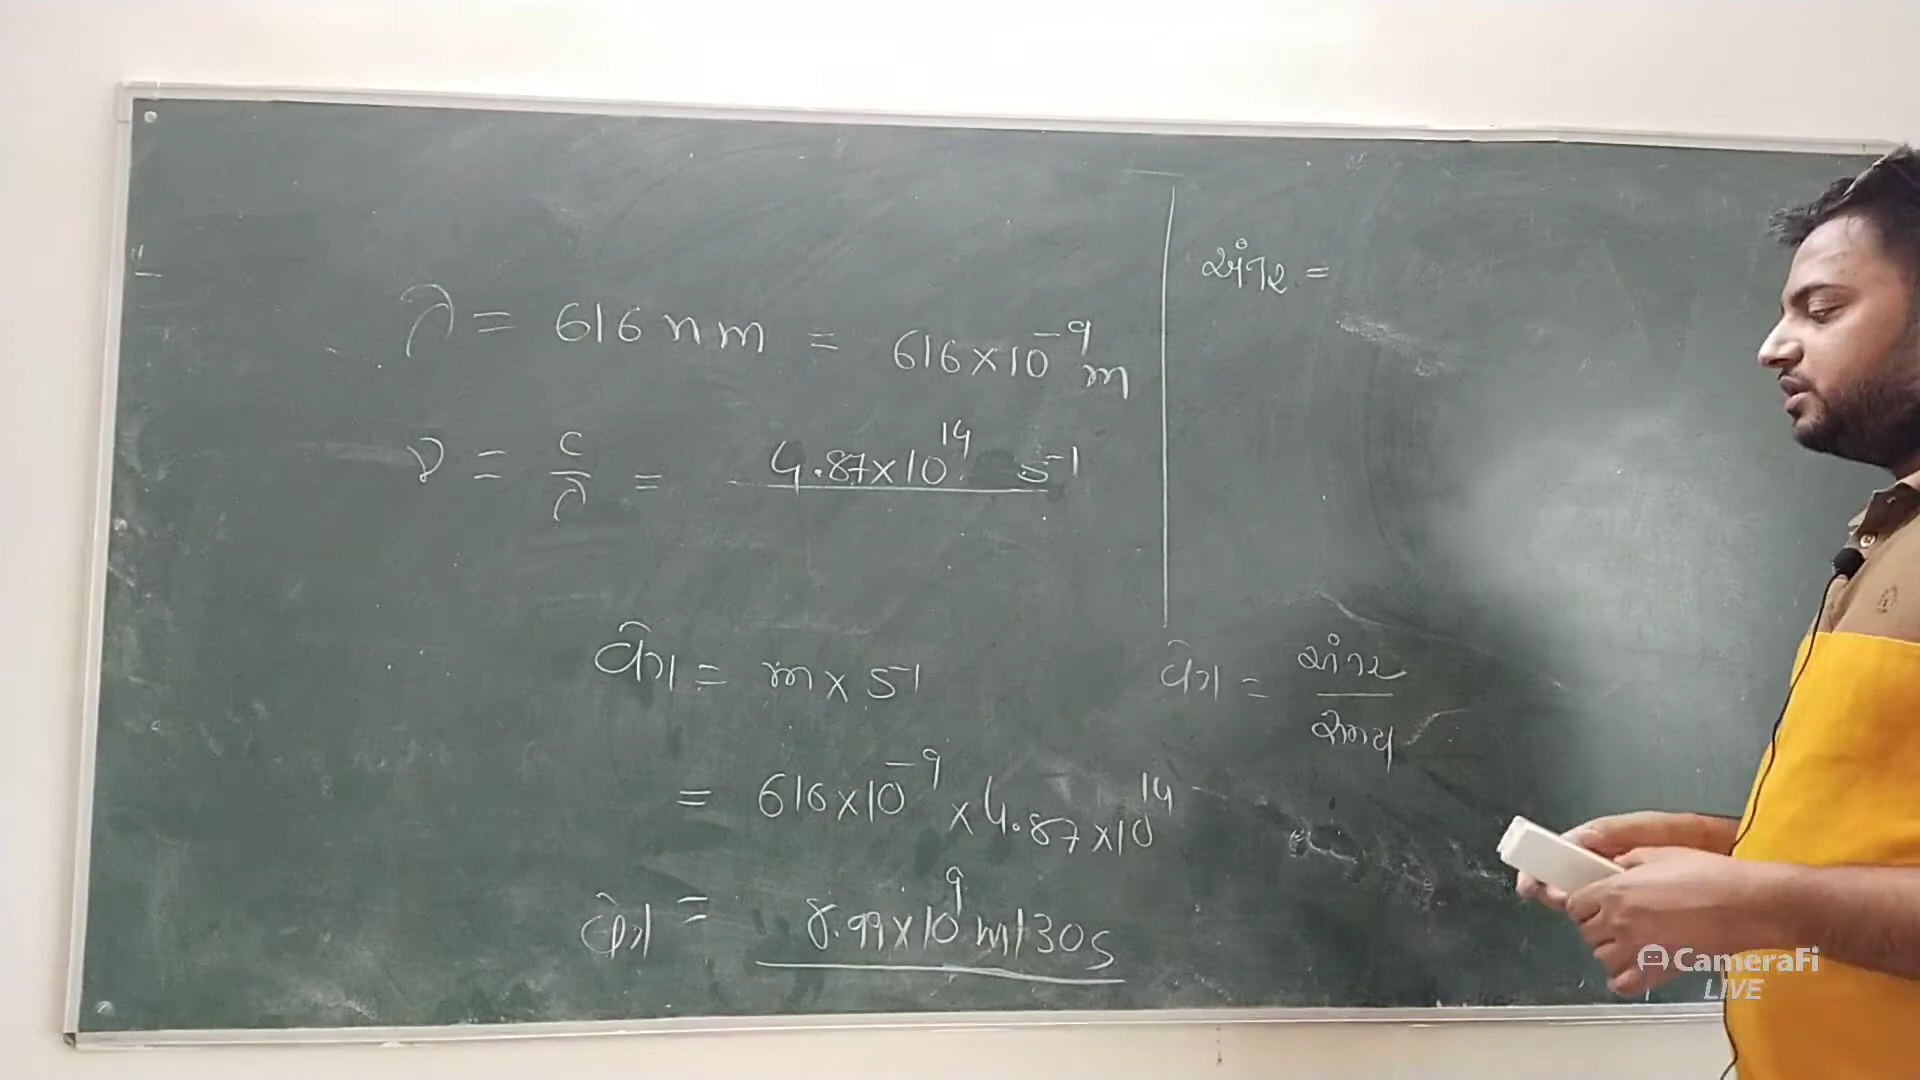 λ = 616 nm = 616×10⁻⁹ m
ν = c/λ = 4.87×10¹⁴ s⁻¹
અંતર =
વેગ = m × s⁻¹
= 616×10⁻⁹ × 4.87×10¹⁴
વેગ = 8.99×10⁹ m/30s
વેગ = અંતર/સમય
CameraFi
LIVE